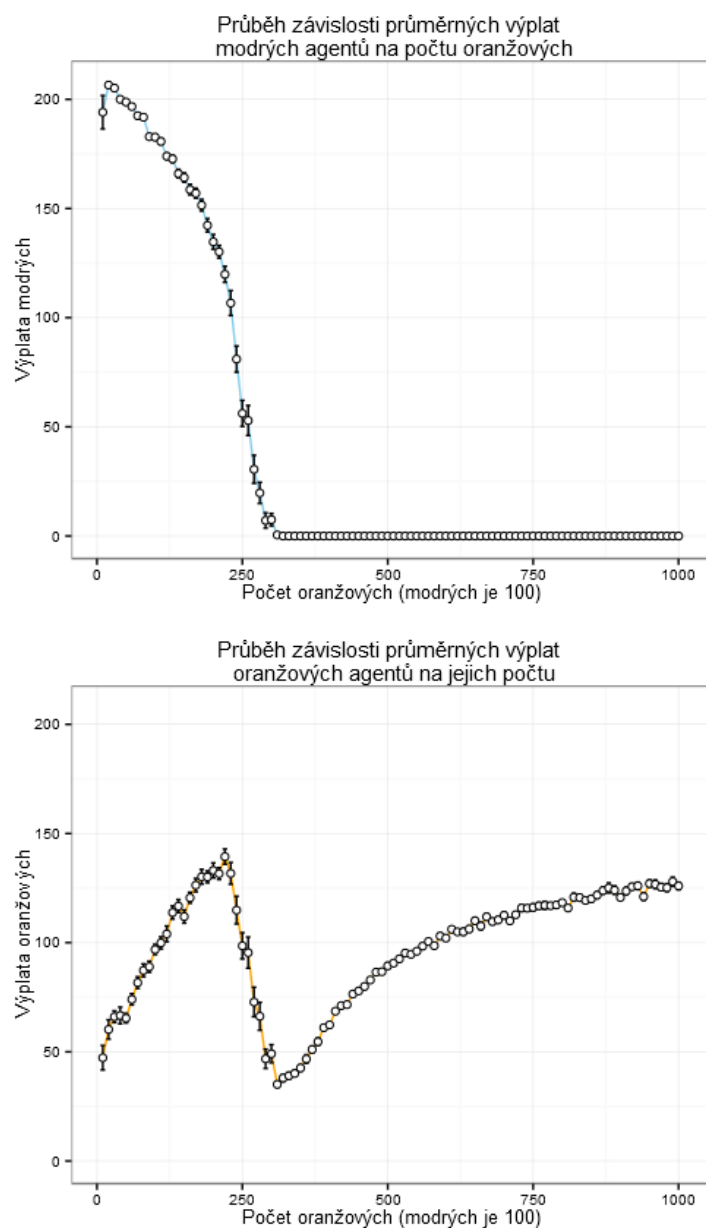 Průběh závislosti průměrných výplat
modrých agentů na počtu oranžových
200
150
100
50
0
Výplata modrých
0
250
500
750
1000
Počet oranžových (modrých je 100)
Průběh závislosti průměrných výplat
oranžových agentů na jejich počtu
200
150
100
50
0
Výplata oranžových
0
250
500
750
1000
Počet oranžových (modrých je 100)